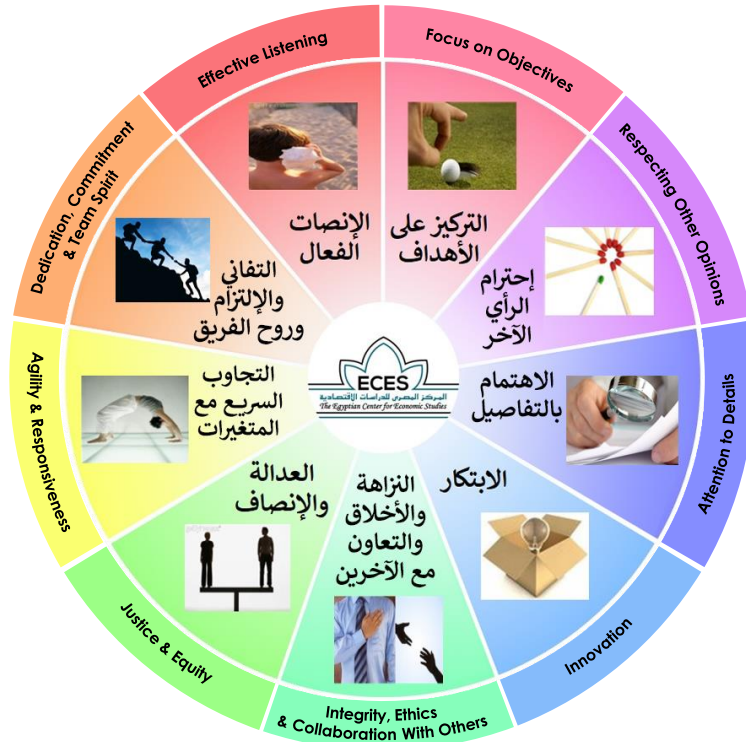 Effective Listening
الإنصات
الفعال
Focus on Objectives
التركيز على
الأهداف
Respecting Other Opinions
إحترام
الرأي
الآخر
Attention to Details
الاهتمام
بالتفاصيل
Innovation
الابتكار
Integrity, Ethics
& Collaboration With Others
النزاهة
والأخلاق
والتعاون
مع الآخرين
Justice & Equity
العدالة
والإنصاف
Agility & Responsiveness
التجاوب
السريع مع
المتغيرات
Dedication, Commitment
& Team Spirit
التفاني
والإلتزام
وروح الفريق
ECES
المركز المصرى للدراسات الاقتصادية
The Egyptian Center for Economic Studies